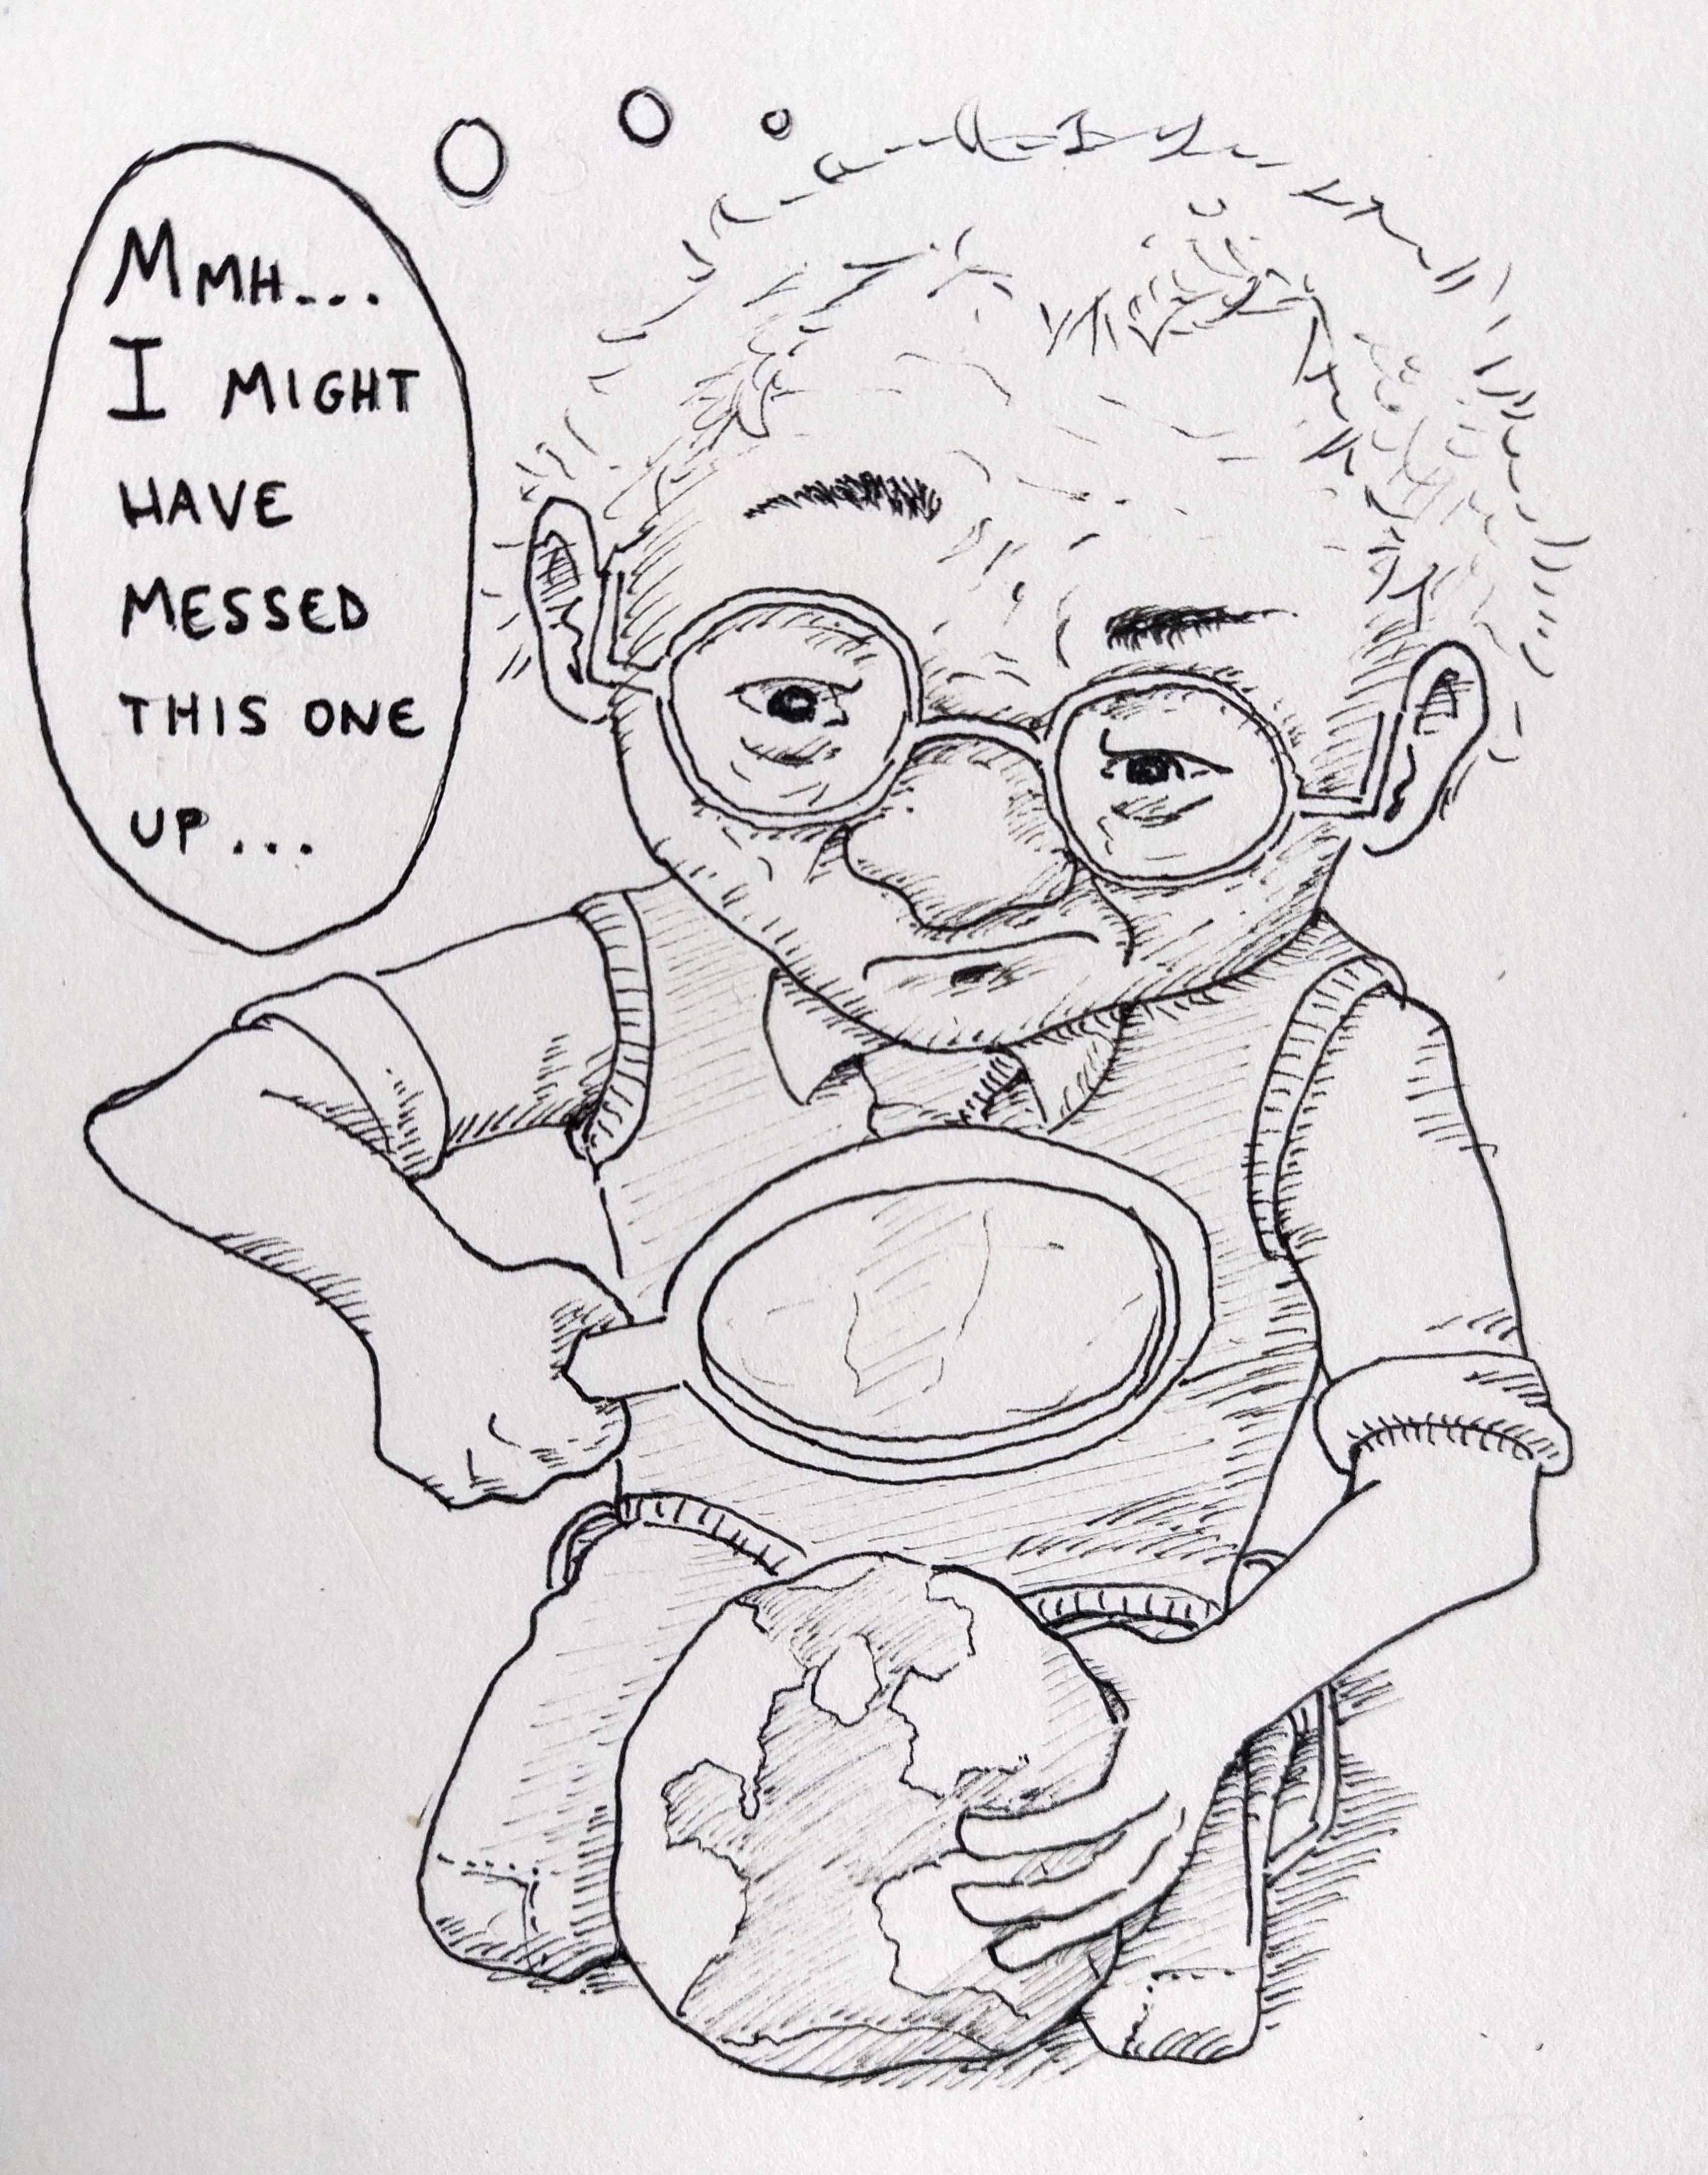 MMH...
I MIGHT
HAVE
MESSED
THIS ONE
UP...